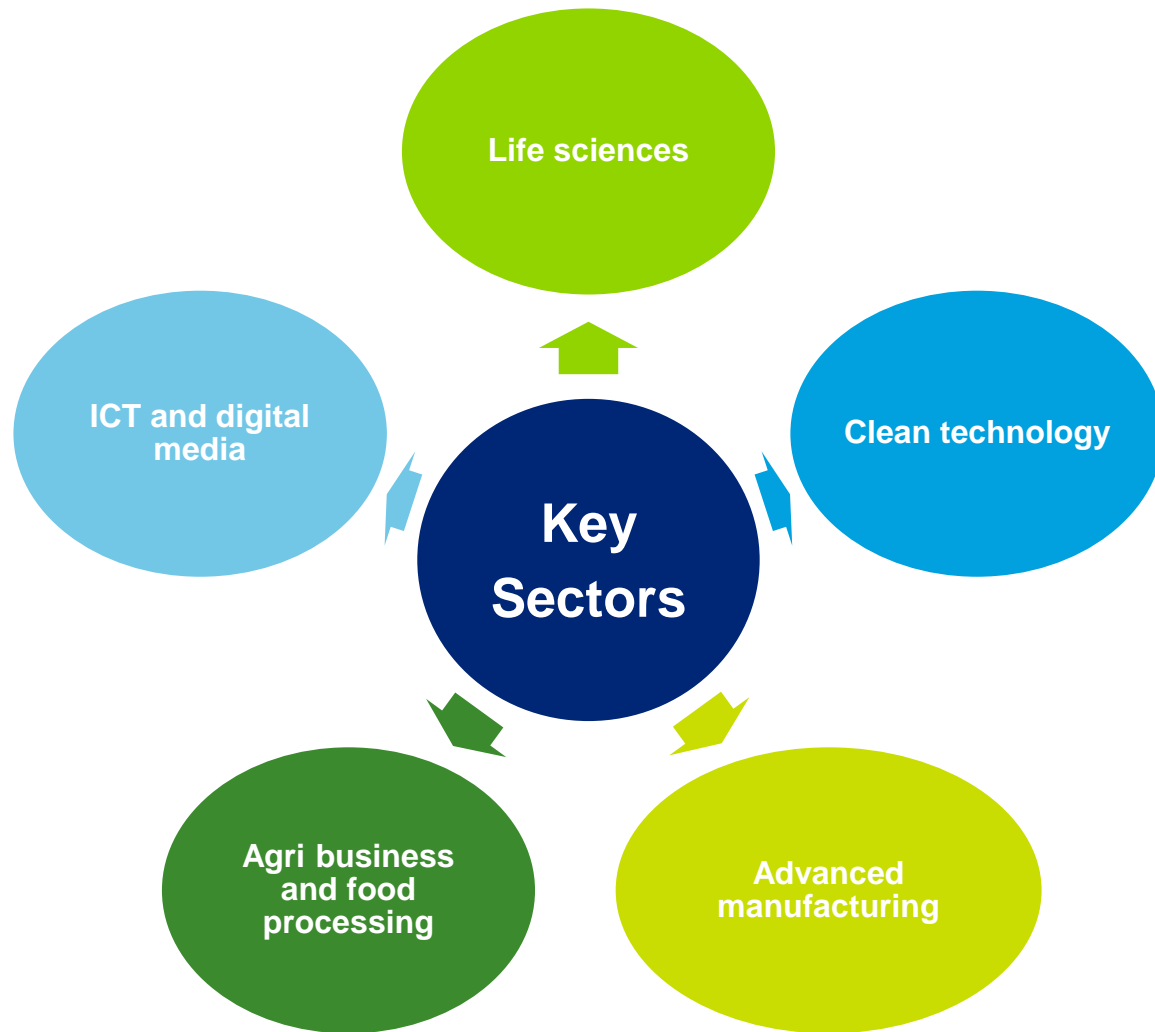 Life sciences
ICT and digital
media
Clean technology
Key
Sectors
Agri business
and food
processing
Advanced
manufacturing